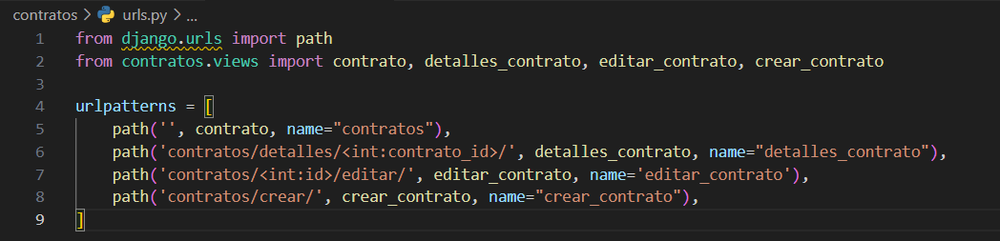 contratos > urls.py > ...
1 from django.urls import path
2 from contratos.views import contrato, detalles_contrato, editar_contrato, crear_contrato
3
4 urlpatterns = [
5     path('', contrato, name="contratos"),
6     path('contratos/detalles/<int:contrato_id>/', detalles_contrato, name="detalles_contrato"),
7     path('contratos/<int:id>/editar/', editar_contrato, name='editar_contrato'),
8     path('contratos/crear/', crear_contrato, name="crear_contrato"),
9 ]